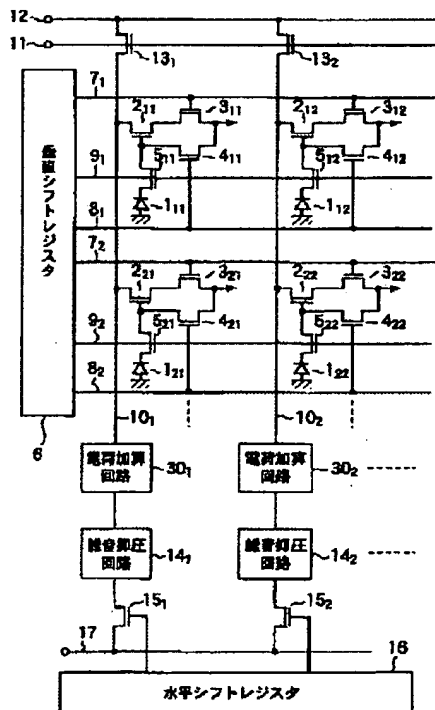 12
11
13₁ 13₂
7₁
2₁₁ 3₁₁ 2₁₂ 3₁₂
5₁₁ 4₁₁ 5₁₂ 4₁₂
9₁
1₁₁ 1₁₂
8₁
7₂
2₂₁ 3₂₁ 2₂₂ 3₂₂
5₂₁ 4₂₁ 5₂₂ 4₂₂
9₂
1₂₁ 1₂₂
8₂
垂直シフトレジスタ
6
10₁ 10₂
電荷加算 電荷加算
回路 回路
30₁ 30₂
雑音抑圧 雑音抑圧
回路 回路
14₁ 14₂
15₁ 15₂
17
16
水平シフトレジスタ